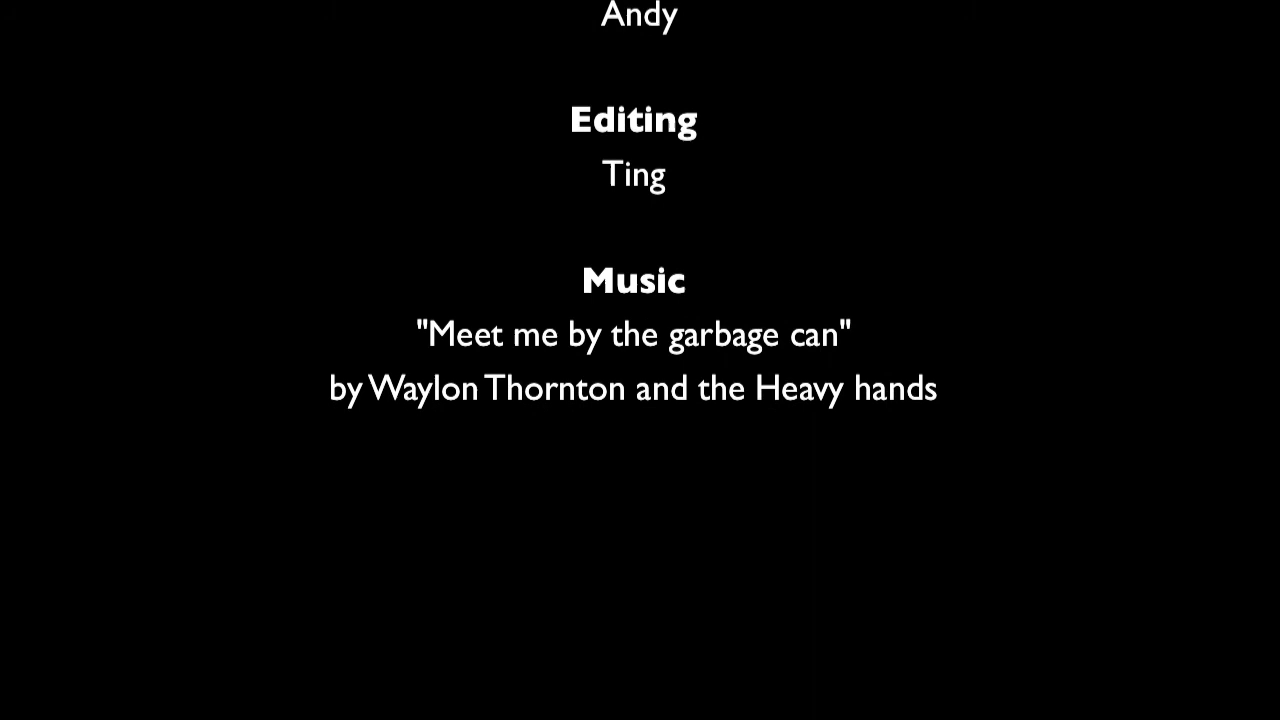 Andy
Editing
Ting
Music
"Meet me by the garbage can"
by Waylon Thornton and the Heavy hands